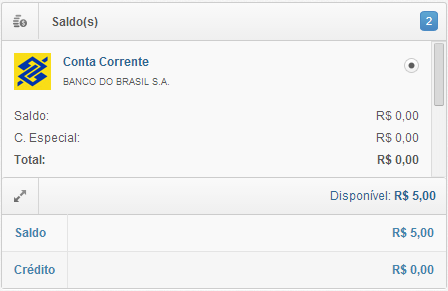 Saldo(s) 2
Conta Corrente
BANCO DO BRASIL S.A.
Saldo: R$ 0,00
C. Especial: R$ 0,00
Total: R$ 0,00
Disponível: R$ 5,00
Saldo R$ 5,00
Crédito R$ 0,00